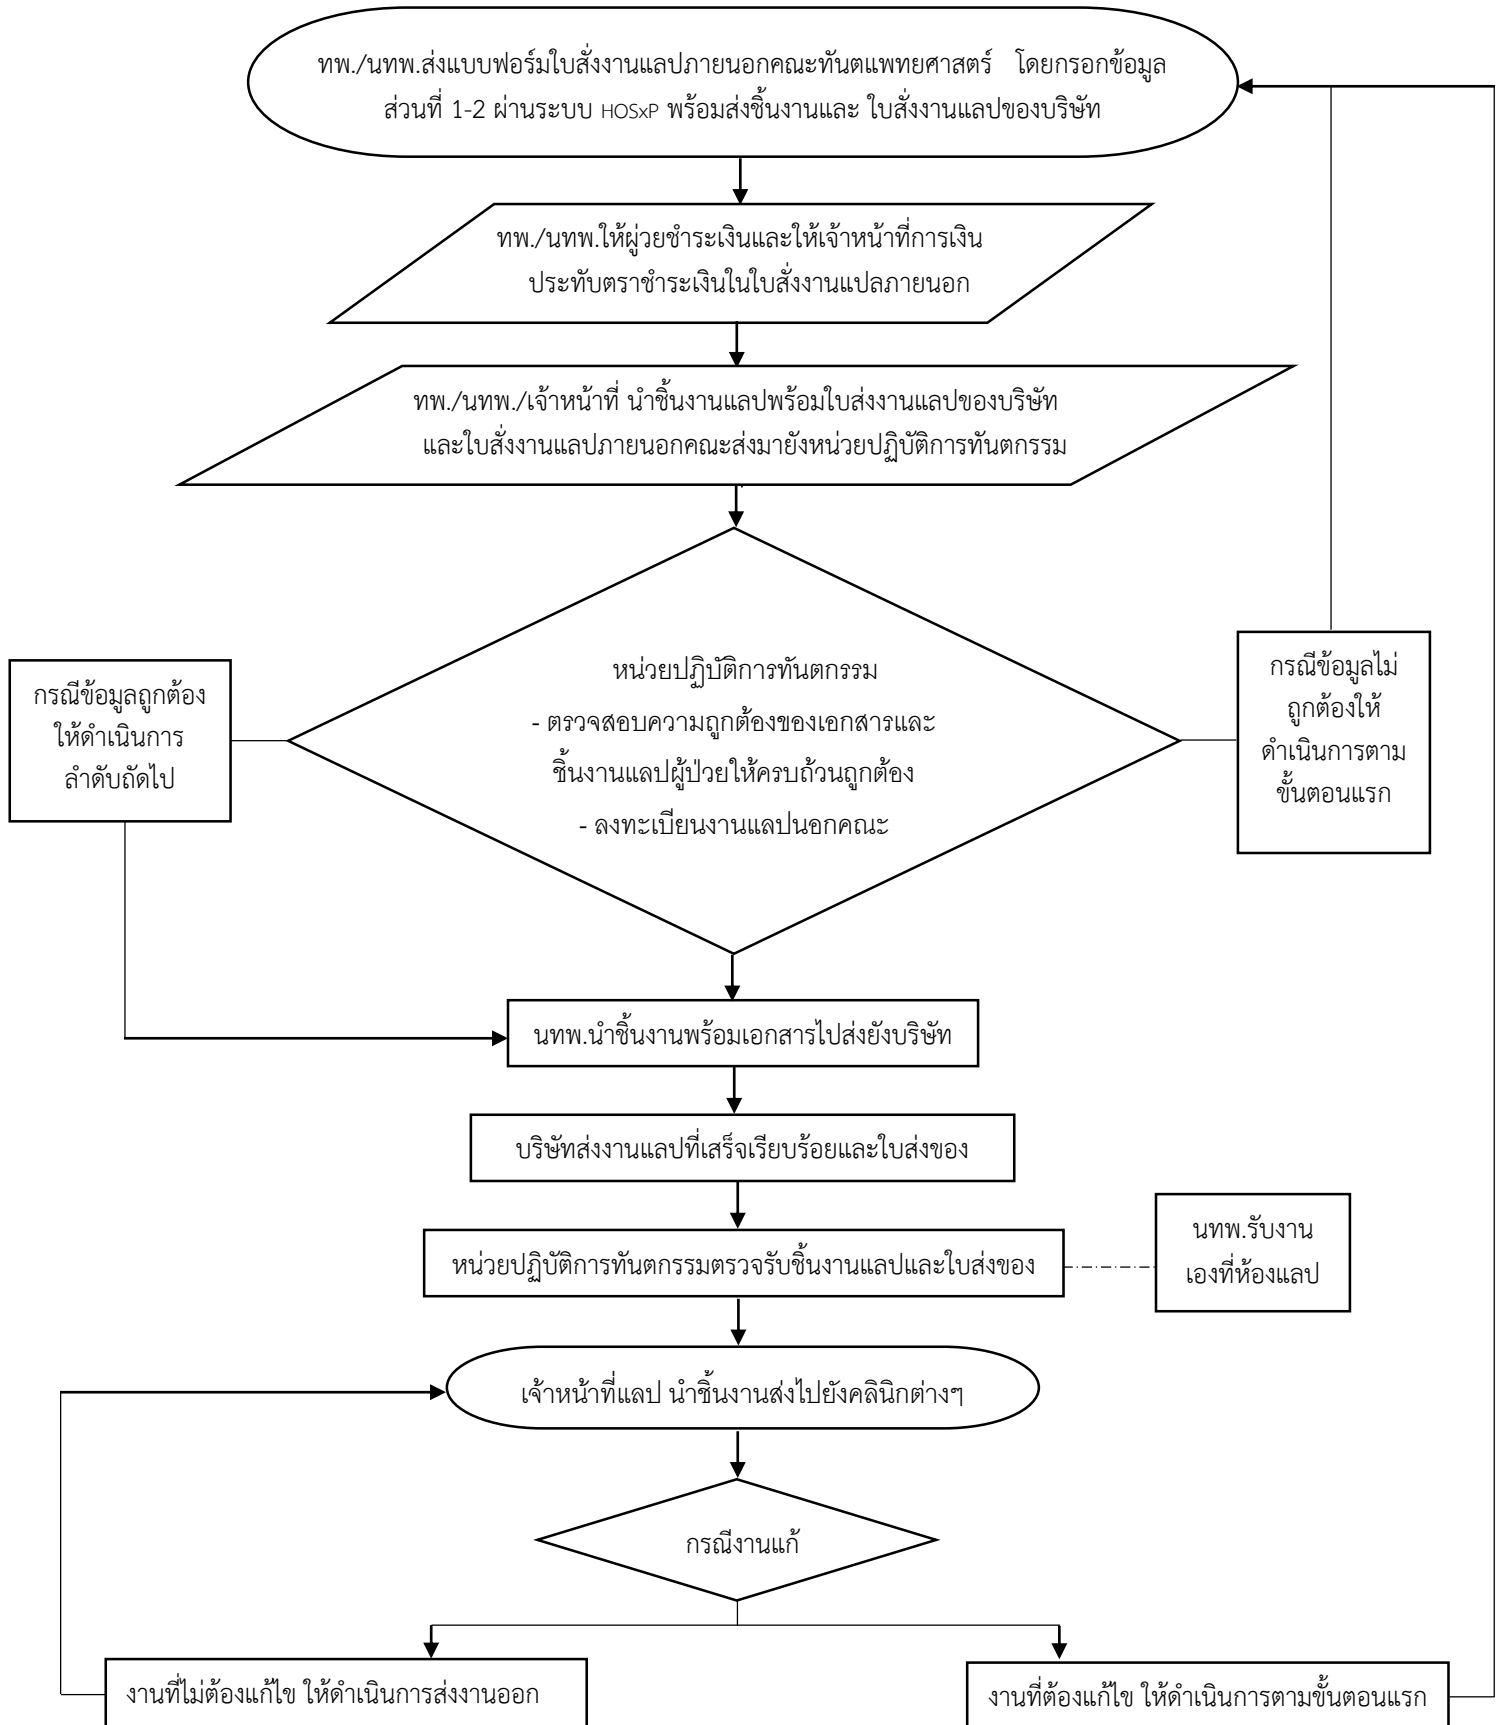 ทพ./นทพ.ส่งแบบฟอร์มใบสั่งงานแลปภายนอกคณะทันตแพทยศาสตร์ โดยกรอกข้อมูล
ส่วนที่ 1-2 ผ่านระบบ HOSxP พร้อมส่งชิ้นงานและ ใบสั่งงานแลปของบริษัท
ทพ./นทพ.ให้ผู่วยชำระเงินและให้เจ้าหน้าที่การเงิน
ประทับตราชำระเงินในใบสั่งงานแปลภายนอก
ทพ./นทพ./เจ้าหน้าที่ นำชิ้นงานแลปพร้อมใบส่งงานแลปของบริษัท
และใบสั่งงานแลปภายนอกคณะส่งมายังหน่วยปฏิบัติการทันตกรรม
กรณีข้อมูลถูกต้อง
ให้ดำเนินการ
ลำดับถัดไป
หน่วยปฏิบัติการทันตกรรม
- ตรวจสอบความถูกต้องของเอกสารและ
ชิ้นงานแลปผู้ป่วยให้ครบถ้วนถูกต้อง
- ลงทะเบียนงานแลปนอกคณะ
กรณีข้อมูลไม่
ถูกต้องให้
ดำเนินการตาม
ขั้นตอนแรก
นทพ.นำชิ้นงานพร้อมเอกสารไปส่งยังบริษัท
บริษัทส่งงานแลปที่เสร็จเรียบร้อยและใบส่งของ
หน่วยปฏิบัติการทันตกรรมตรวจรับชิ้นงานแลปและใบส่งของ
นทพ.รับงาน
เองที่ห้องแลป
เจ้าหน้าที่แลป นำชิ้นงานส่งไปยังคลินิกต่างๆ
กรณีงานแก้
งานที่ไม่ต้องแก้ไข ให้ดำเนินการส่งงานออก
งานที่ต้องแก้ไข ให้ดำเนินการตามขั้นตอนแรก